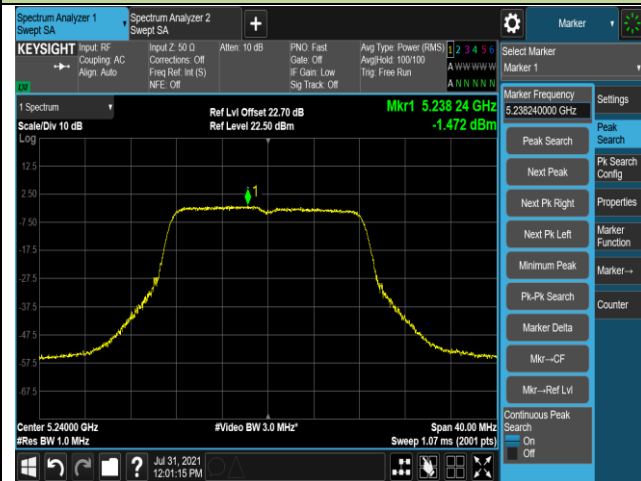 Spectrum Analyzer 1
Swept SA
Spectrum Analyzer 2
Swept SA
+
Marker
KEYSIGHT
Input: RF
Coupling: AC
Align: Auto
Input Z: 50 Ω
Corrections: Off
Freq Ref: Int (S)
NFE: Off
Atten: 10 dB
PNO: Fast
Gate: Off
IF Gain: Low
Sig Track: Off
Avg Type: Power (RMS)
Avg|Hold: 100/100
Trig: Free Run
1 2 3 4 5 6
A W W W W W
A N N N N N
Select Marker
Marker 1
1 Spectrum
Scale/Div 10 dB
Ref Lvl Offset 22.70 dB
Ref Level 22.50 dBm
Mkr1 5.238 24 GHz
-1.472 dBm
Log
12.5
2.50
-7.50
-17.5
-27.5
-37.5
-47.5
-57.5
-67.5
1
Center 5.24000 GHz
#Res BW 1.0 MHz
#Video BW 3.0 MHz*
Span 40.00 MHz
Sweep 1.07 ms (2001 pts)
Marker Frequency
5.238240000 GHz
Peak Search
Next Peak
Next Pk Right
Next Pk Left
Minimum Peak
Pk-Pk Search
Marker Delta
Mkr→CF
Mkr→Ref Lvl
Continuous Peak
Search
On
Off
Settings
Peak
Search
Pk Search
Config
Properties
Marker
Function
Marker→
Counter
?
Jul 31, 2021
12:01:15 PM